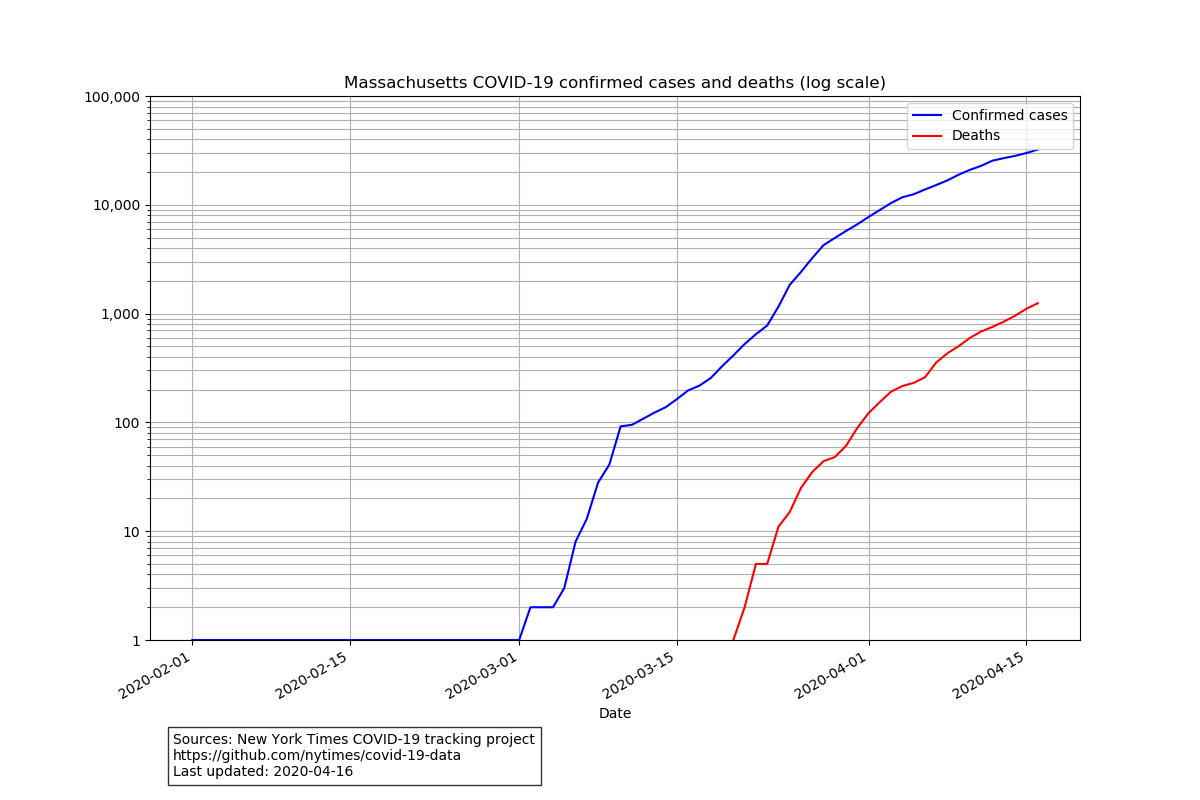 Massachusetts COVID-19 confirmed cases and deaths (log scale)
100,000
10,000
1,000
100
10
1
Confirmed cases
Deaths
2020-02-01
2020-02-15
2020-03-01
2020-03-15
2020-04-01
2020-04-15
Date
Sources: New York Times COVID-19 tracking project
https://github.com/nytimes/covid-19-data
Last updated: 2020-04-16